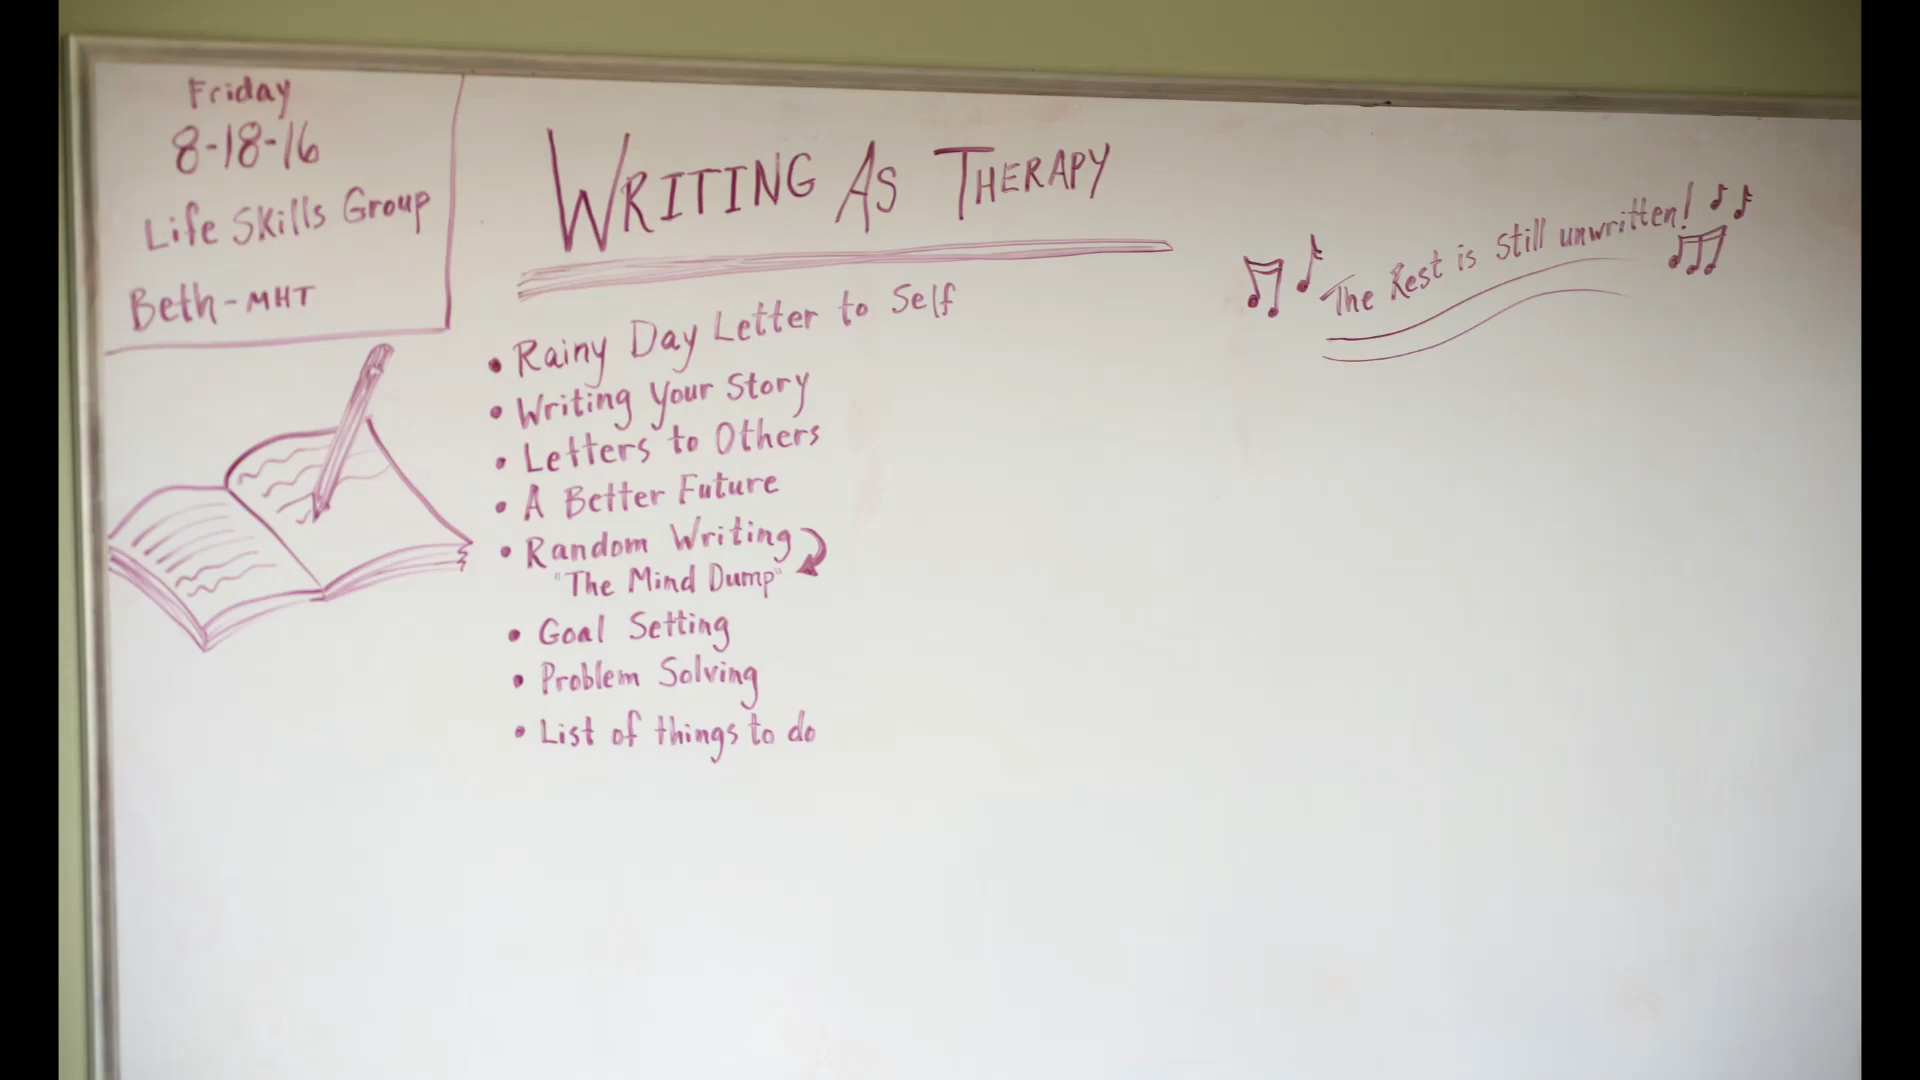 Friday
8-18-16
Life Skills Group
Beth - MHT
WRITING AS THERAPY
The Rest is Still unwritten!
• Rainy Day Letter to Self
• Writing Your Story
• Letters to Others
• A Better Future
• Random Writing
"The Mind Dump"
• Goal Setting
• Problem Solving
• List of things to do